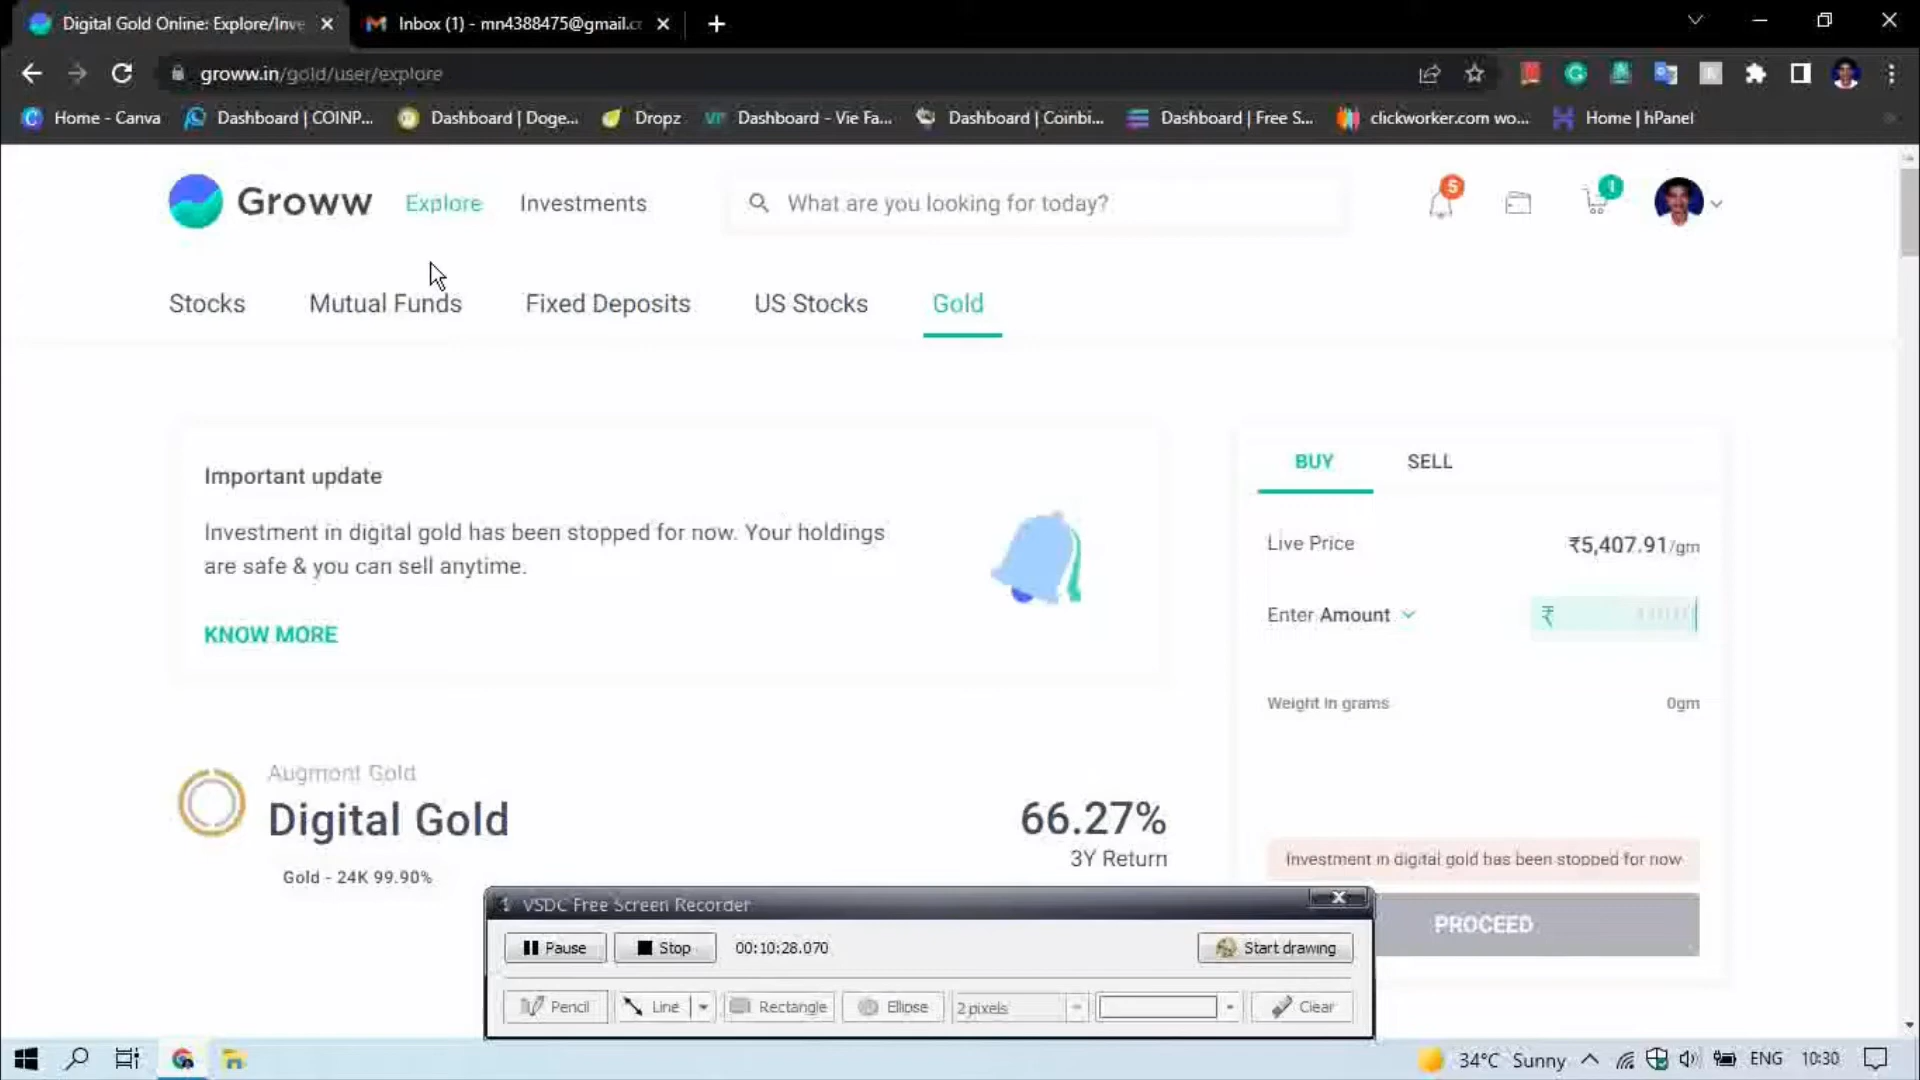 Digital Gold Online: Explore/Inve
Inbox (1) - mn4388475@gmail.c
groww.in/gold/user/explore
Home - Canva
Dashboard | COINP...
Dashboard | Doge...
Dropz
Dashboard - Vie Fa...
Dashboard | Coinbi...
Dashboard | Free S...
clickworker.com wo...
Home | hPanel
Groww
Explore
Investments
What are you looking for today?
5
1
Stocks
Mutual Funds
Fixed Deposits
US Stocks
Gold
Important update
Investment in digital gold has been stopped for now. Your holdings
are safe & you can sell anytime.
KNOW MORE
BUY
SELL
Live Price
₹5,407.91/gm
Enter Amount
₹
Weight in grams
0gm
Augmont Gold
Digital Gold
Gold - 24K 99.90%
66.27%
3Y Return
Investment in digital gold has been stopped for now
PROCEED
VSDC Free Screen Recorder
Pause
Stop
00:10:28.070
Start drawing
Pencil
Line
Rectangle
Ellipse
2 pixels
Clear
34°C Sunny
ENG
10:30